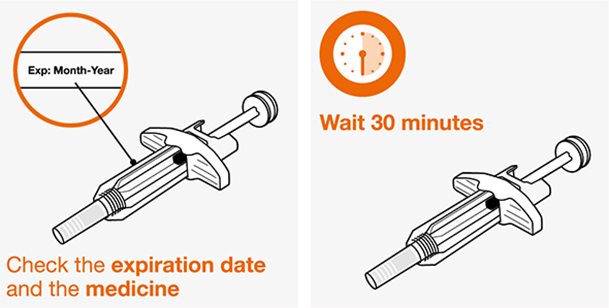 Exp: Month-Year
Check the expiration date
and the medicine
Wait 30 minutes